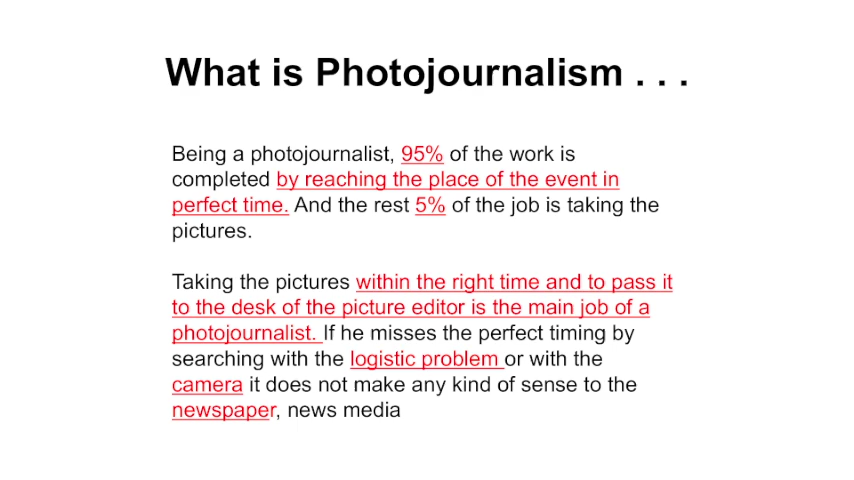 What is Photojournalism . . .
Being a photojournalist, 95% of the work is
completed by reaching the place of the event in
perfect time. And the rest 5% of the job is taking the
pictures.
Taking the pictures within the right time and to pass it
to the desk of the picture editor is the main job of a
photojournalist. If he misses the perfect timing by
searching with the logistic problem or with the
camera it does not make any kind of sense to the
newspaper, news media